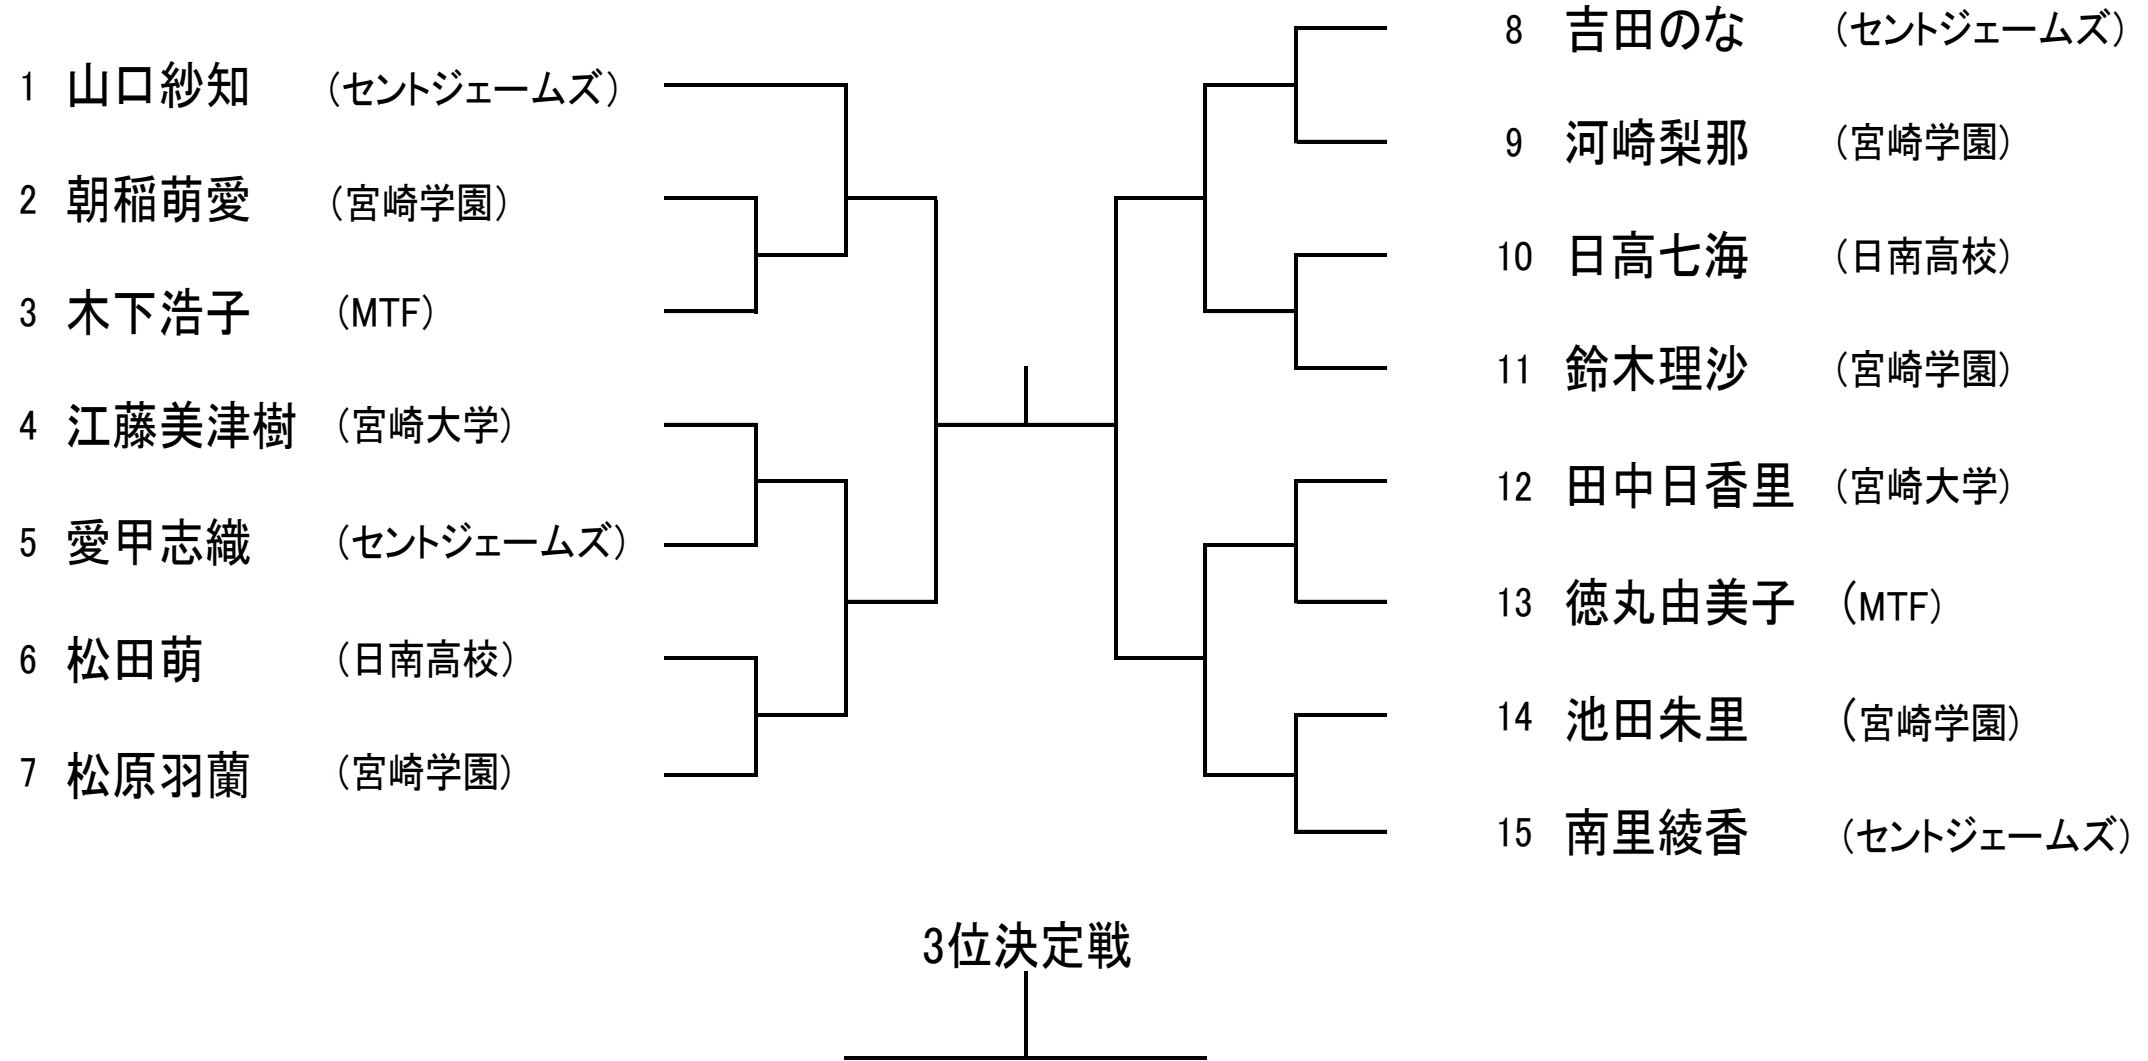 1 山口紗知 (セントジェームズ)
2 朝稲萌愛 (宮崎学園)
3 木下浩子 (MTF)
4 江藤美津樹 (宮崎大学)
5 愛甲志織 (セントジェームズ)
6 松田萌 (日南高校)
7 松原羽蘭 (宮崎学園)
8 吉田のな (セントジェームズ)
9 河崎梨那 (宮崎学園)
10 日高七海 (日南高校)
11 鈴木理沙 (宮崎学園)
12 田中日香里 (宮崎大学)
13 徳丸由美子 (MTF)
14 池田朱里 (宮崎学園)
15 南里綾香 (セントジェームズ)
3位決定戦